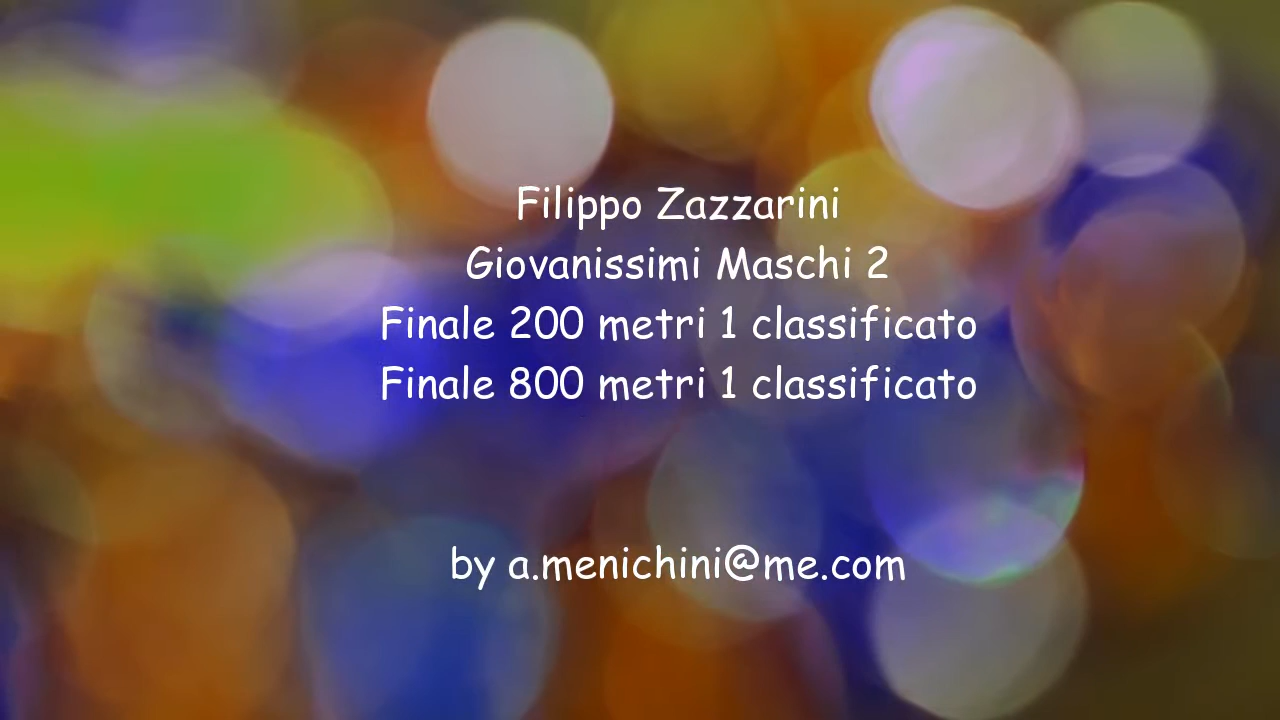 Filippo Zazzarini
Giovanissimi Maschi 2
Finale 200 metri 1 classificato
Finale 800 metri 1 classificato
by a.menichini@me.com